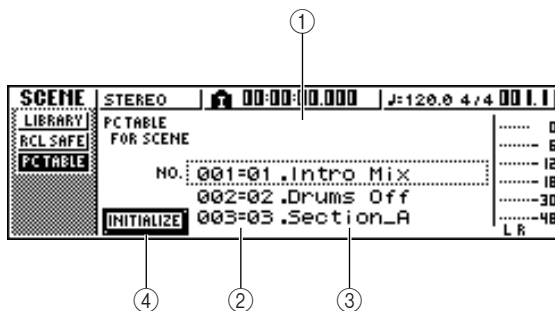 ①
SCENE STEREO 00:00:00.000 ♩=120.0 4/4 001.1
LIBRARY PC TABLE
RCL SAFE FOR SCENE
PC TABLE
NO. 001=01.Intro Mix
002=02.Drums Off
INITIALIZE 003=03.Section_A
0
6
12
18
30
48
L R
④ ② ③